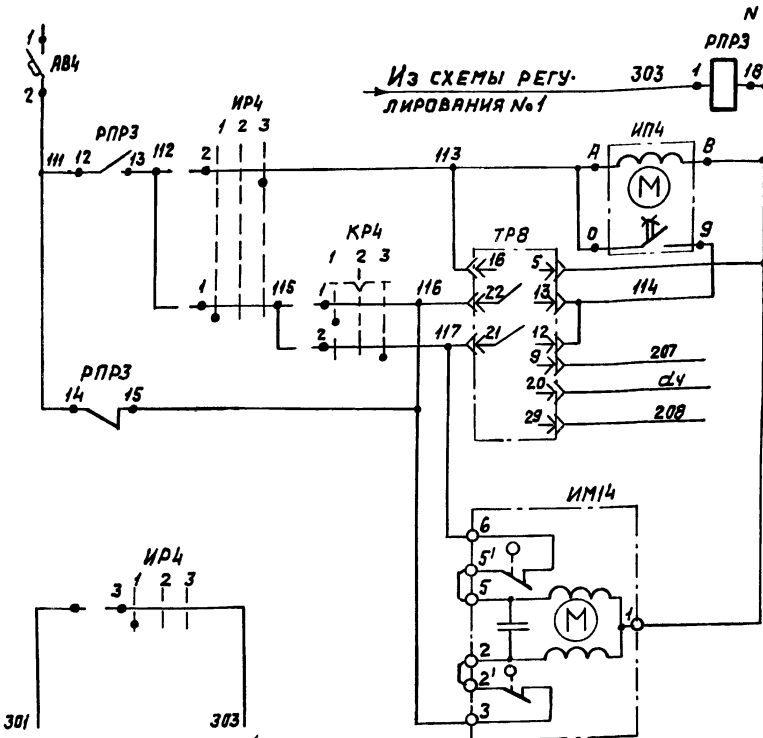 N
1
АВ4
2
РПР3
Из схемы регу-
303
1
18
лирования №1
ИР4
1 2 3
РПР3
111
12
13
112
2
113
ИП4
А
В
М
0
9
КР4
1 2 3
ТР8
16
5
1
115
1
116
22
13
114
2
117
21
12
9
207
20
d4
29
208
РПР3
14
15
ИМ14
6
5'
5
М
1
2
2'
3
ИР4
3
1 2 3
301
303